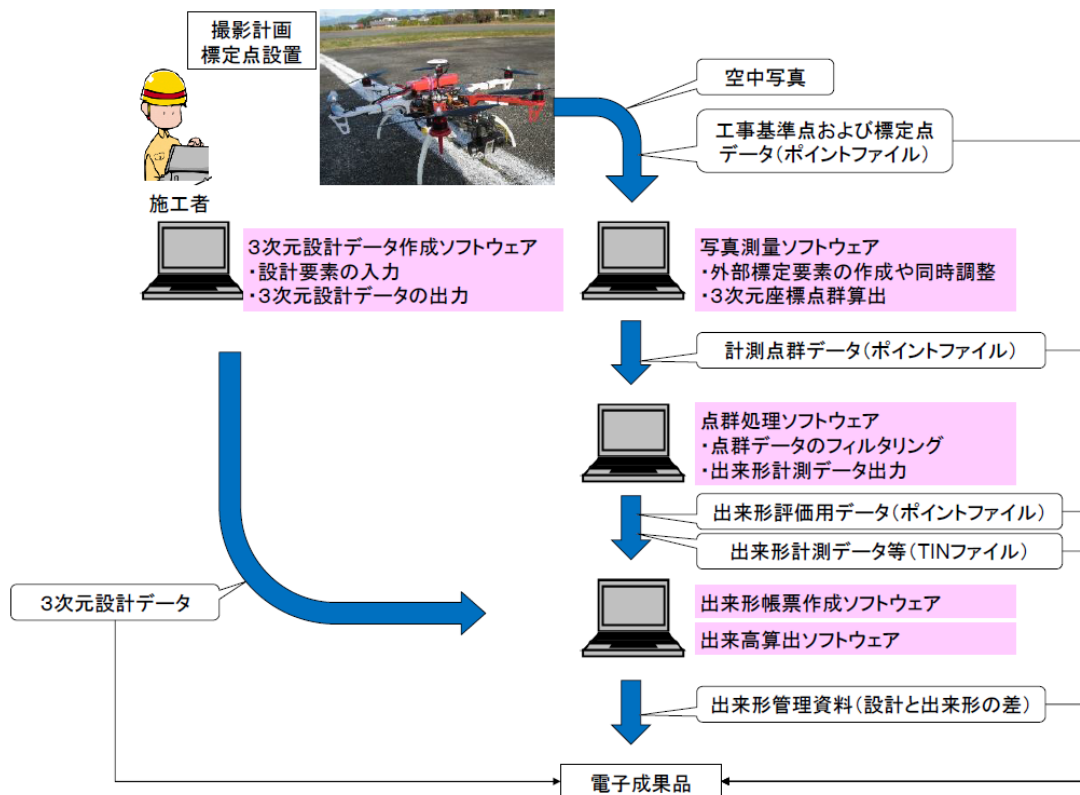 撮影計画
標定点設置
空中写真
工事基準点および標定点
データ(ポイントファイル)
施工者
3次元設計データ作成ソフトウェア
・設計要素の入力
・3次元設計データの出力
写真測量ソフトウェア
・外部標定要素の作成や同時調整
・3次元座標点群算出
計測点群データ(ポイントファイル)
点群処理ソフトウェア
・点群データのフィルタリング
・出来形計測データ出力
出来形評価用データ(ポイントファイル)
出来形計測データ等(TINファイル)
3次元設計データ
出来形帳票作成ソフトウェア
出来高算出ソフトウェア
出来形管理資料(設計と出来形の差)
電子成果品